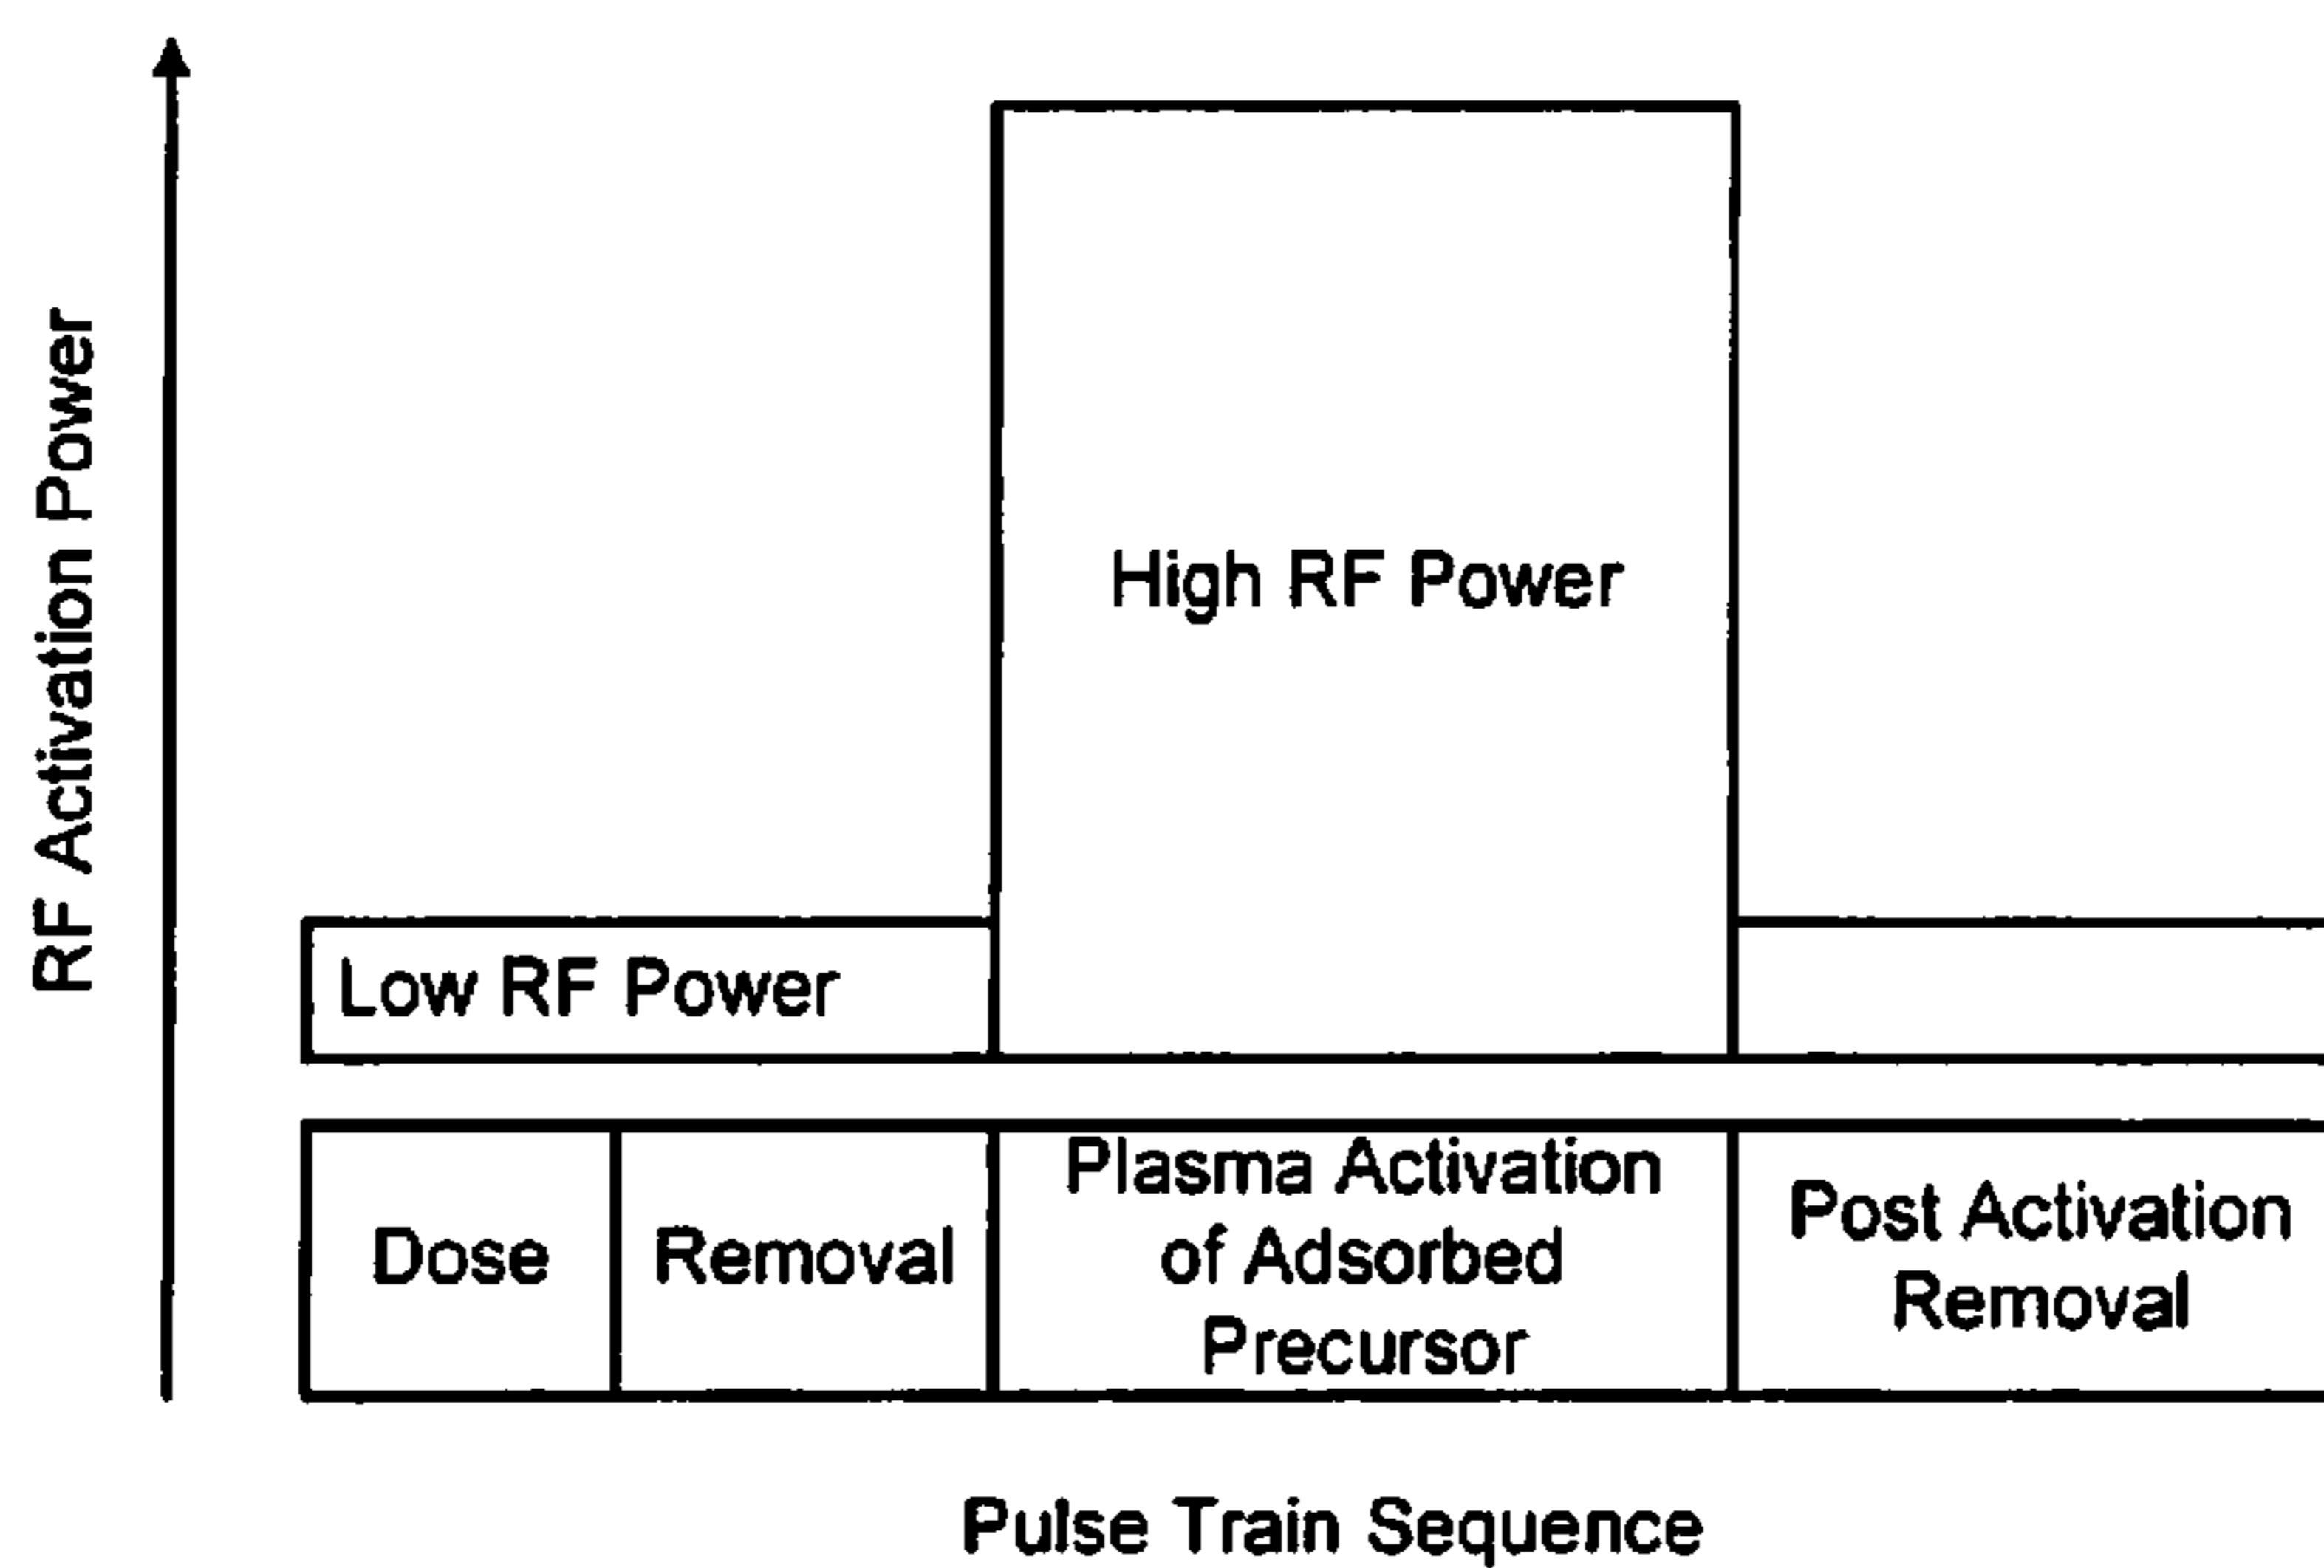 RF Activation Power
High RF Power
Low RF Power
Dose
Removal
Plasma Activation
of Adsorbed
Precursor
Post Activation
Removal
Pulse Train Sequence